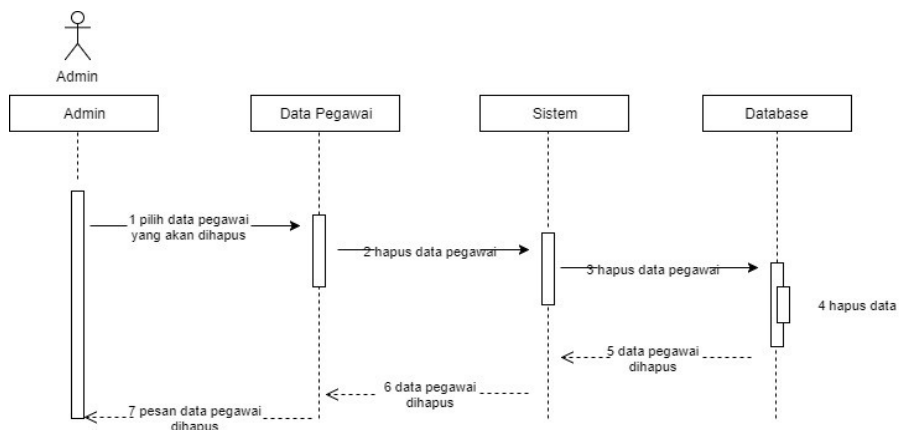 Admin
Admin
Data Pegawai
Sistem
Database
1 pilih data pegawai
yang akan dihapus
2 hapus data pegawai
3 hapus data pegawai
4 hapus data
5 data pegawai
dihapus
6 data pegawai
dihapus
7 pesan data pegawai
dihapus